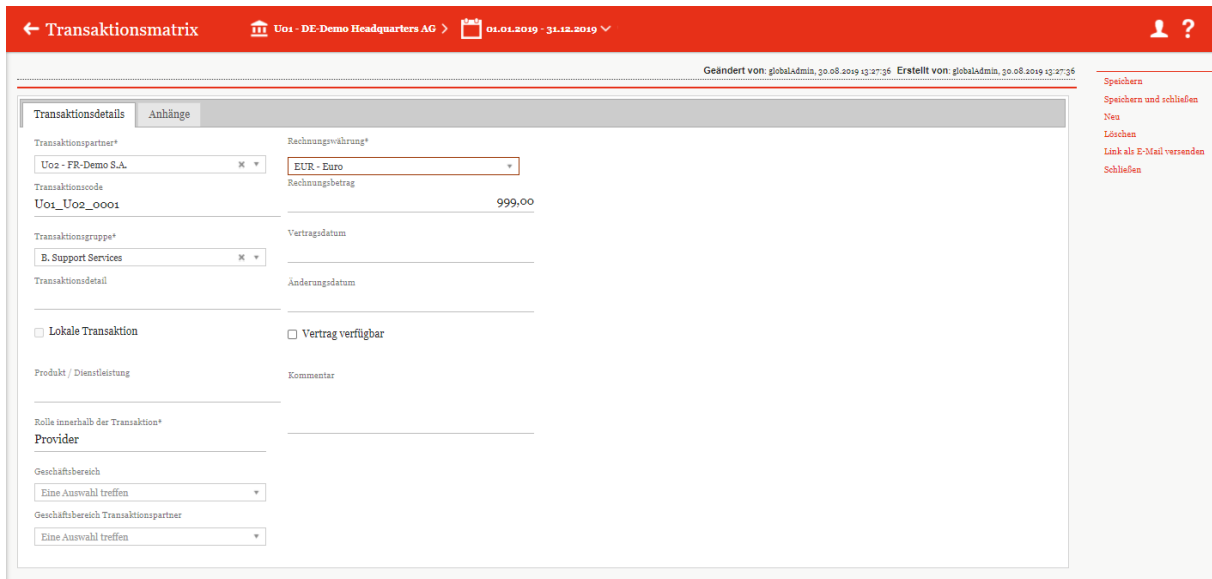 Transaktionsmatrix
U01 - DE-Demo Headquarters AG
01.01.2019 - 31.12.2019
?
Geändert von: globalAdmin, 30.08.2019 13:27:36 Erstellt von: globalAdmin, 30.08.2019 13:27:36
Speichern
Speichern und schließen
Neu
Löschen
Link als E-Mail versenden
Schließen
Transaktionsdetails
Anhänge
Transaktionspartner*
U02 - FR-Demo S.A.
Transaktionscode
U01_U02_0001
Transaktionsgruppe*
B. Support Services
Transaktionsdetail
Lokale Transaktion
Produkt / Dienstleistung
Rolle innerhalb der Transaktion*
Provider
Geschäftsbereich
Eine Auswahl treffen
Geschäftsbereich Transaktionspartner
Eine Auswahl treffen
Rechnungswährung*
EUR - Euro
Rechnungsbetrag
999,00
Vertragsdatum
Änderungsdatum
Vertrag verfügbar
Kommentar